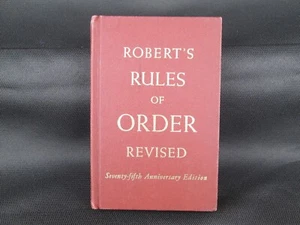 ROBERT'S
RULES
OF
ORDER
REVISED
Seventy-fifth Anniversary Edition